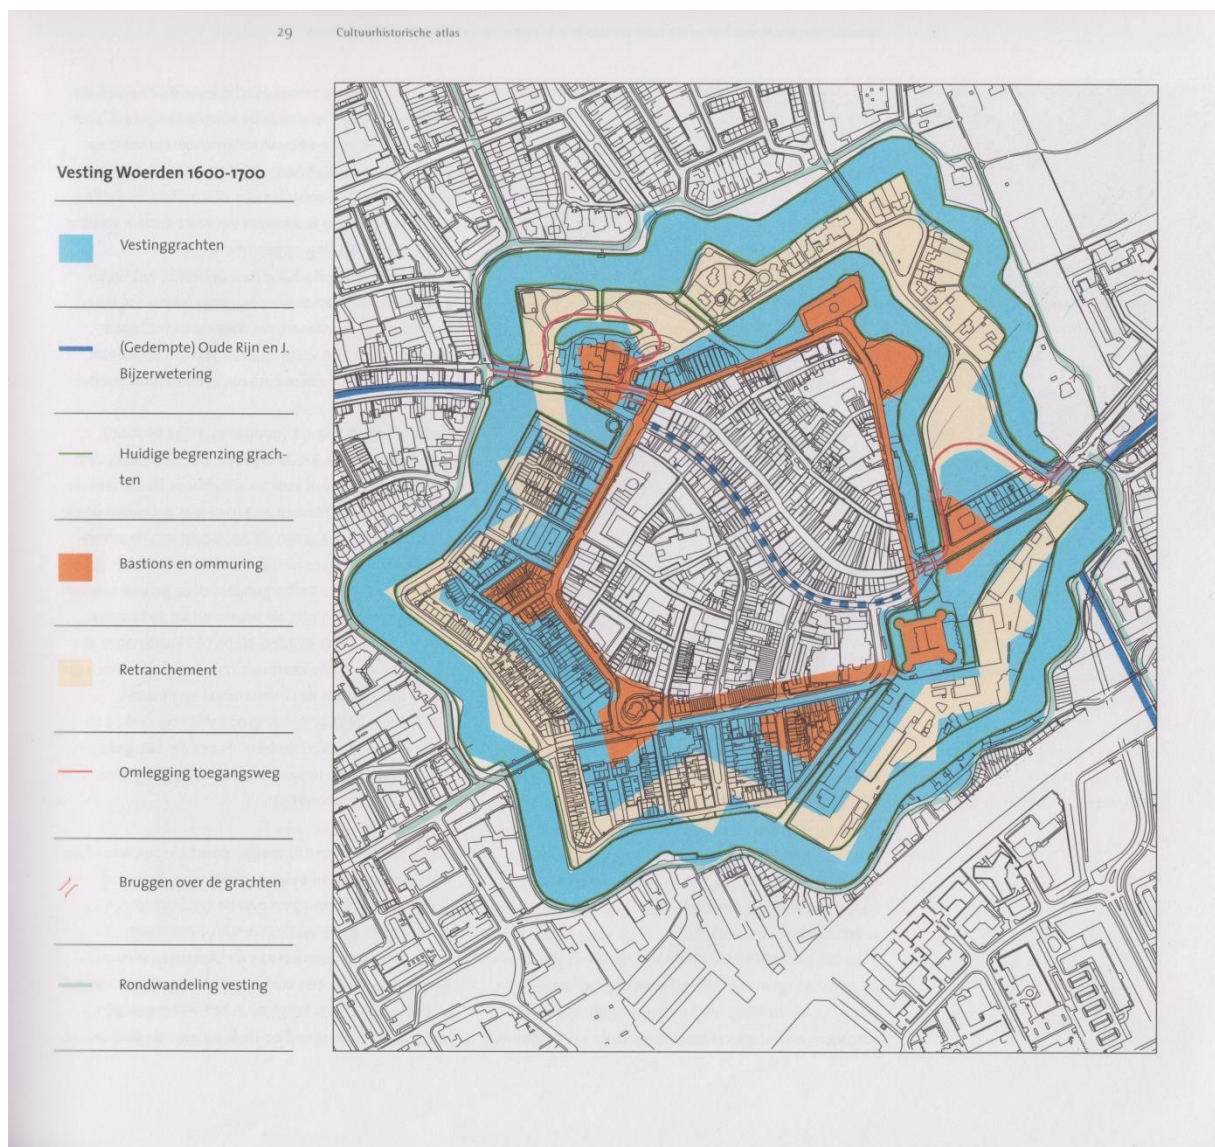 29 Cultuurhistorische atlas
Vesting Woerden 1600-1700
Vestinggrachten
(Gedempte) Oude Rijn en J.
Bijzerwetering
Huidige begrenzing grach-
ten
Bastions en ommuring
Retranchement
Omlegging toegangsweg
Bruggen over de grachten
Rondwandeling vesting